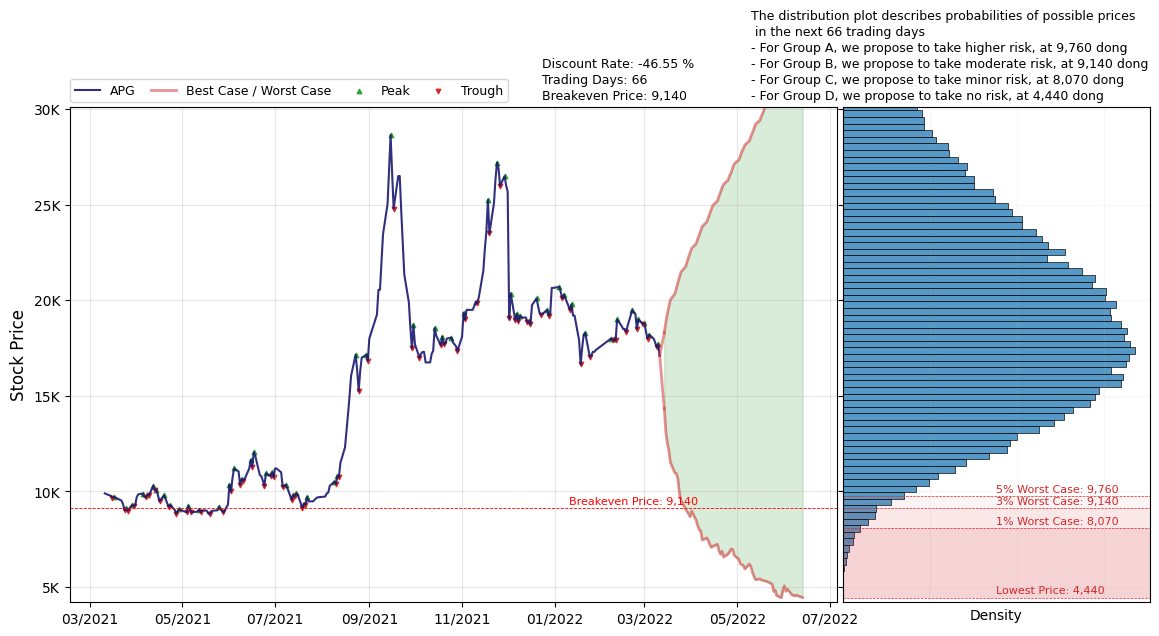 The distribution plot describes probabilities of possible prices
in the next 66 trading days
- For Group A, we propose to take higher risk, at 9,760 dong
- For Group B, we propose to take moderate risk, at 9,140 dong
- For Group C, we propose to take minor risk, at 8,070 dong
- For Group D, we propose to take no risk, at 4,440 dong
Discount Rate: -46.55 %
Trading Days: 66
Breakeven Price: 9,140
APG
Best Case / Worst Case
Peak
Trough
Stock Price
30K
25K
20K
15K
10K
5K
Breakeven Price: 9,140
5% Worst Case: 9,760
3% Worst Case: 9,140
1% Worst Case: 8,070
Lowest Price: 4,440
03/2021
05/2021
07/2021
09/2021
11/2021
01/2022
03/2022
05/2022
07/2022
Density